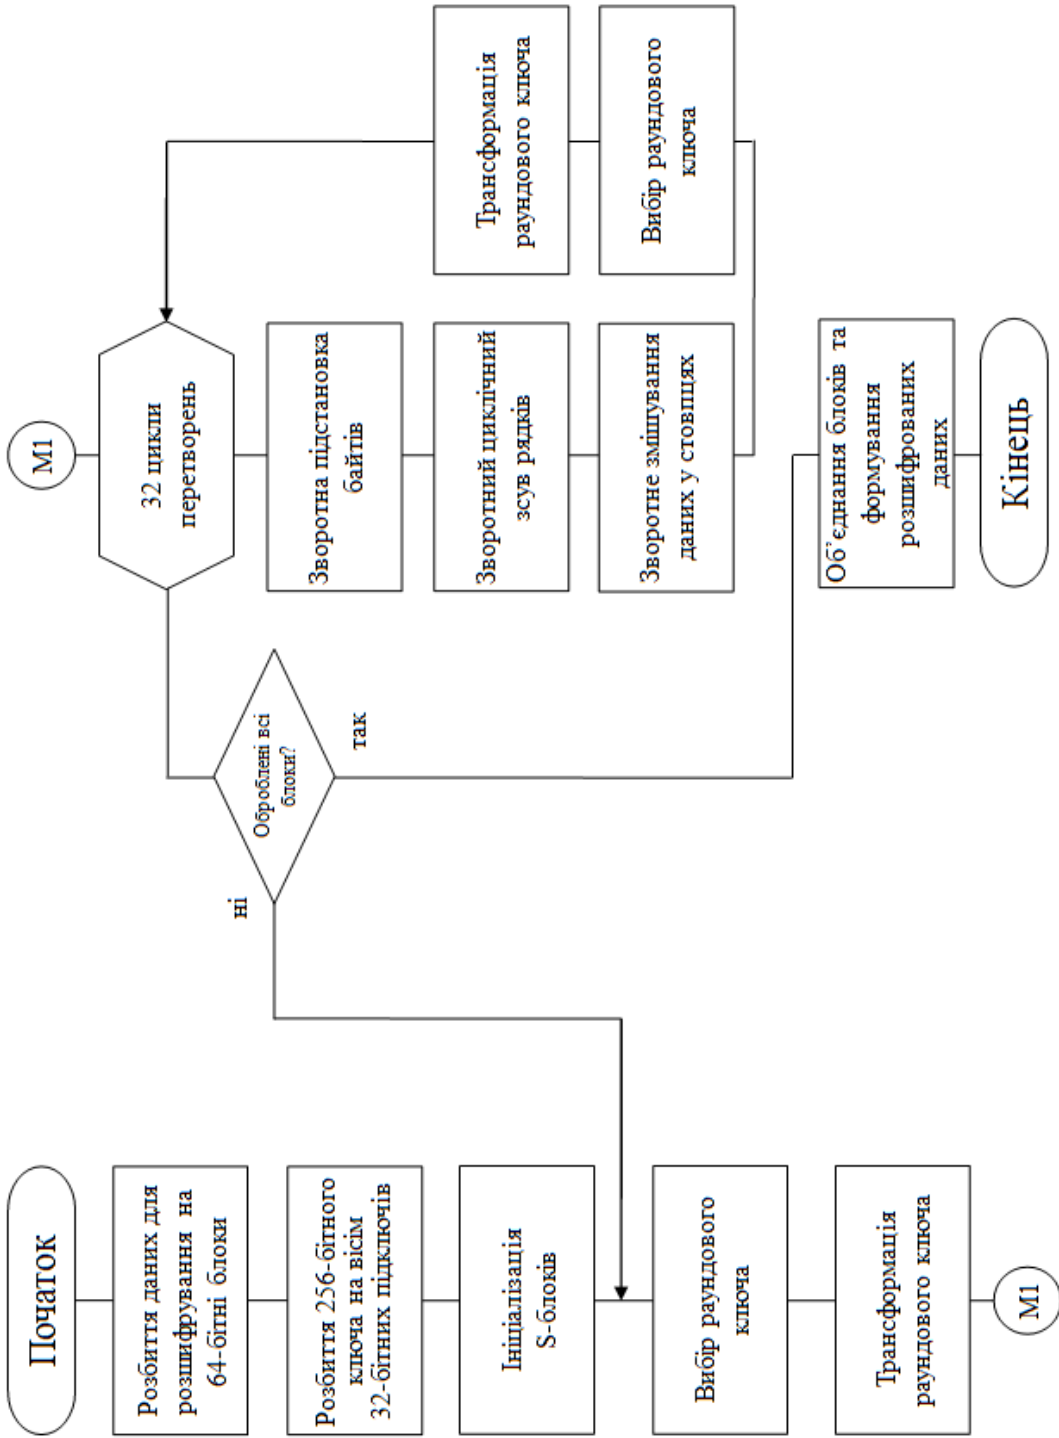 Початок
Розбиття даних для
розшифрування на
64-бітні блоки
Розбиття 256-бітного
ключа на вісім
32-бітних підключів
Ініціалізація
S-блоків
Вибір раундового
ключа
Трансформація
раундового ключа
М1
М1
32 цикли
перетворень
Зворотна підстановка
байтів
Зворотний циклічний
зсув рядків
Зворотне змішування
даних у стовпцях
Вибір раундового
ключа
Трансформація
раундового ключа
Оброблені всі
блоки?
ні
так
Об’єднання блоків та
формування
розшифрованих
даних
Кінець